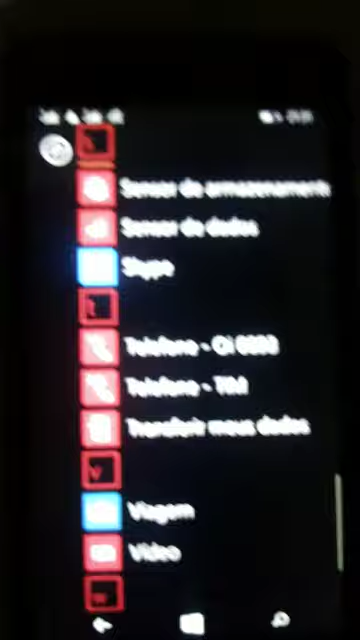 s
Sensor de armazenamento
Sensor de dados
Skype
t
Telefone - Oi
Telefone - TIM
Transferir meus dados
v
Viagem
Vídeo